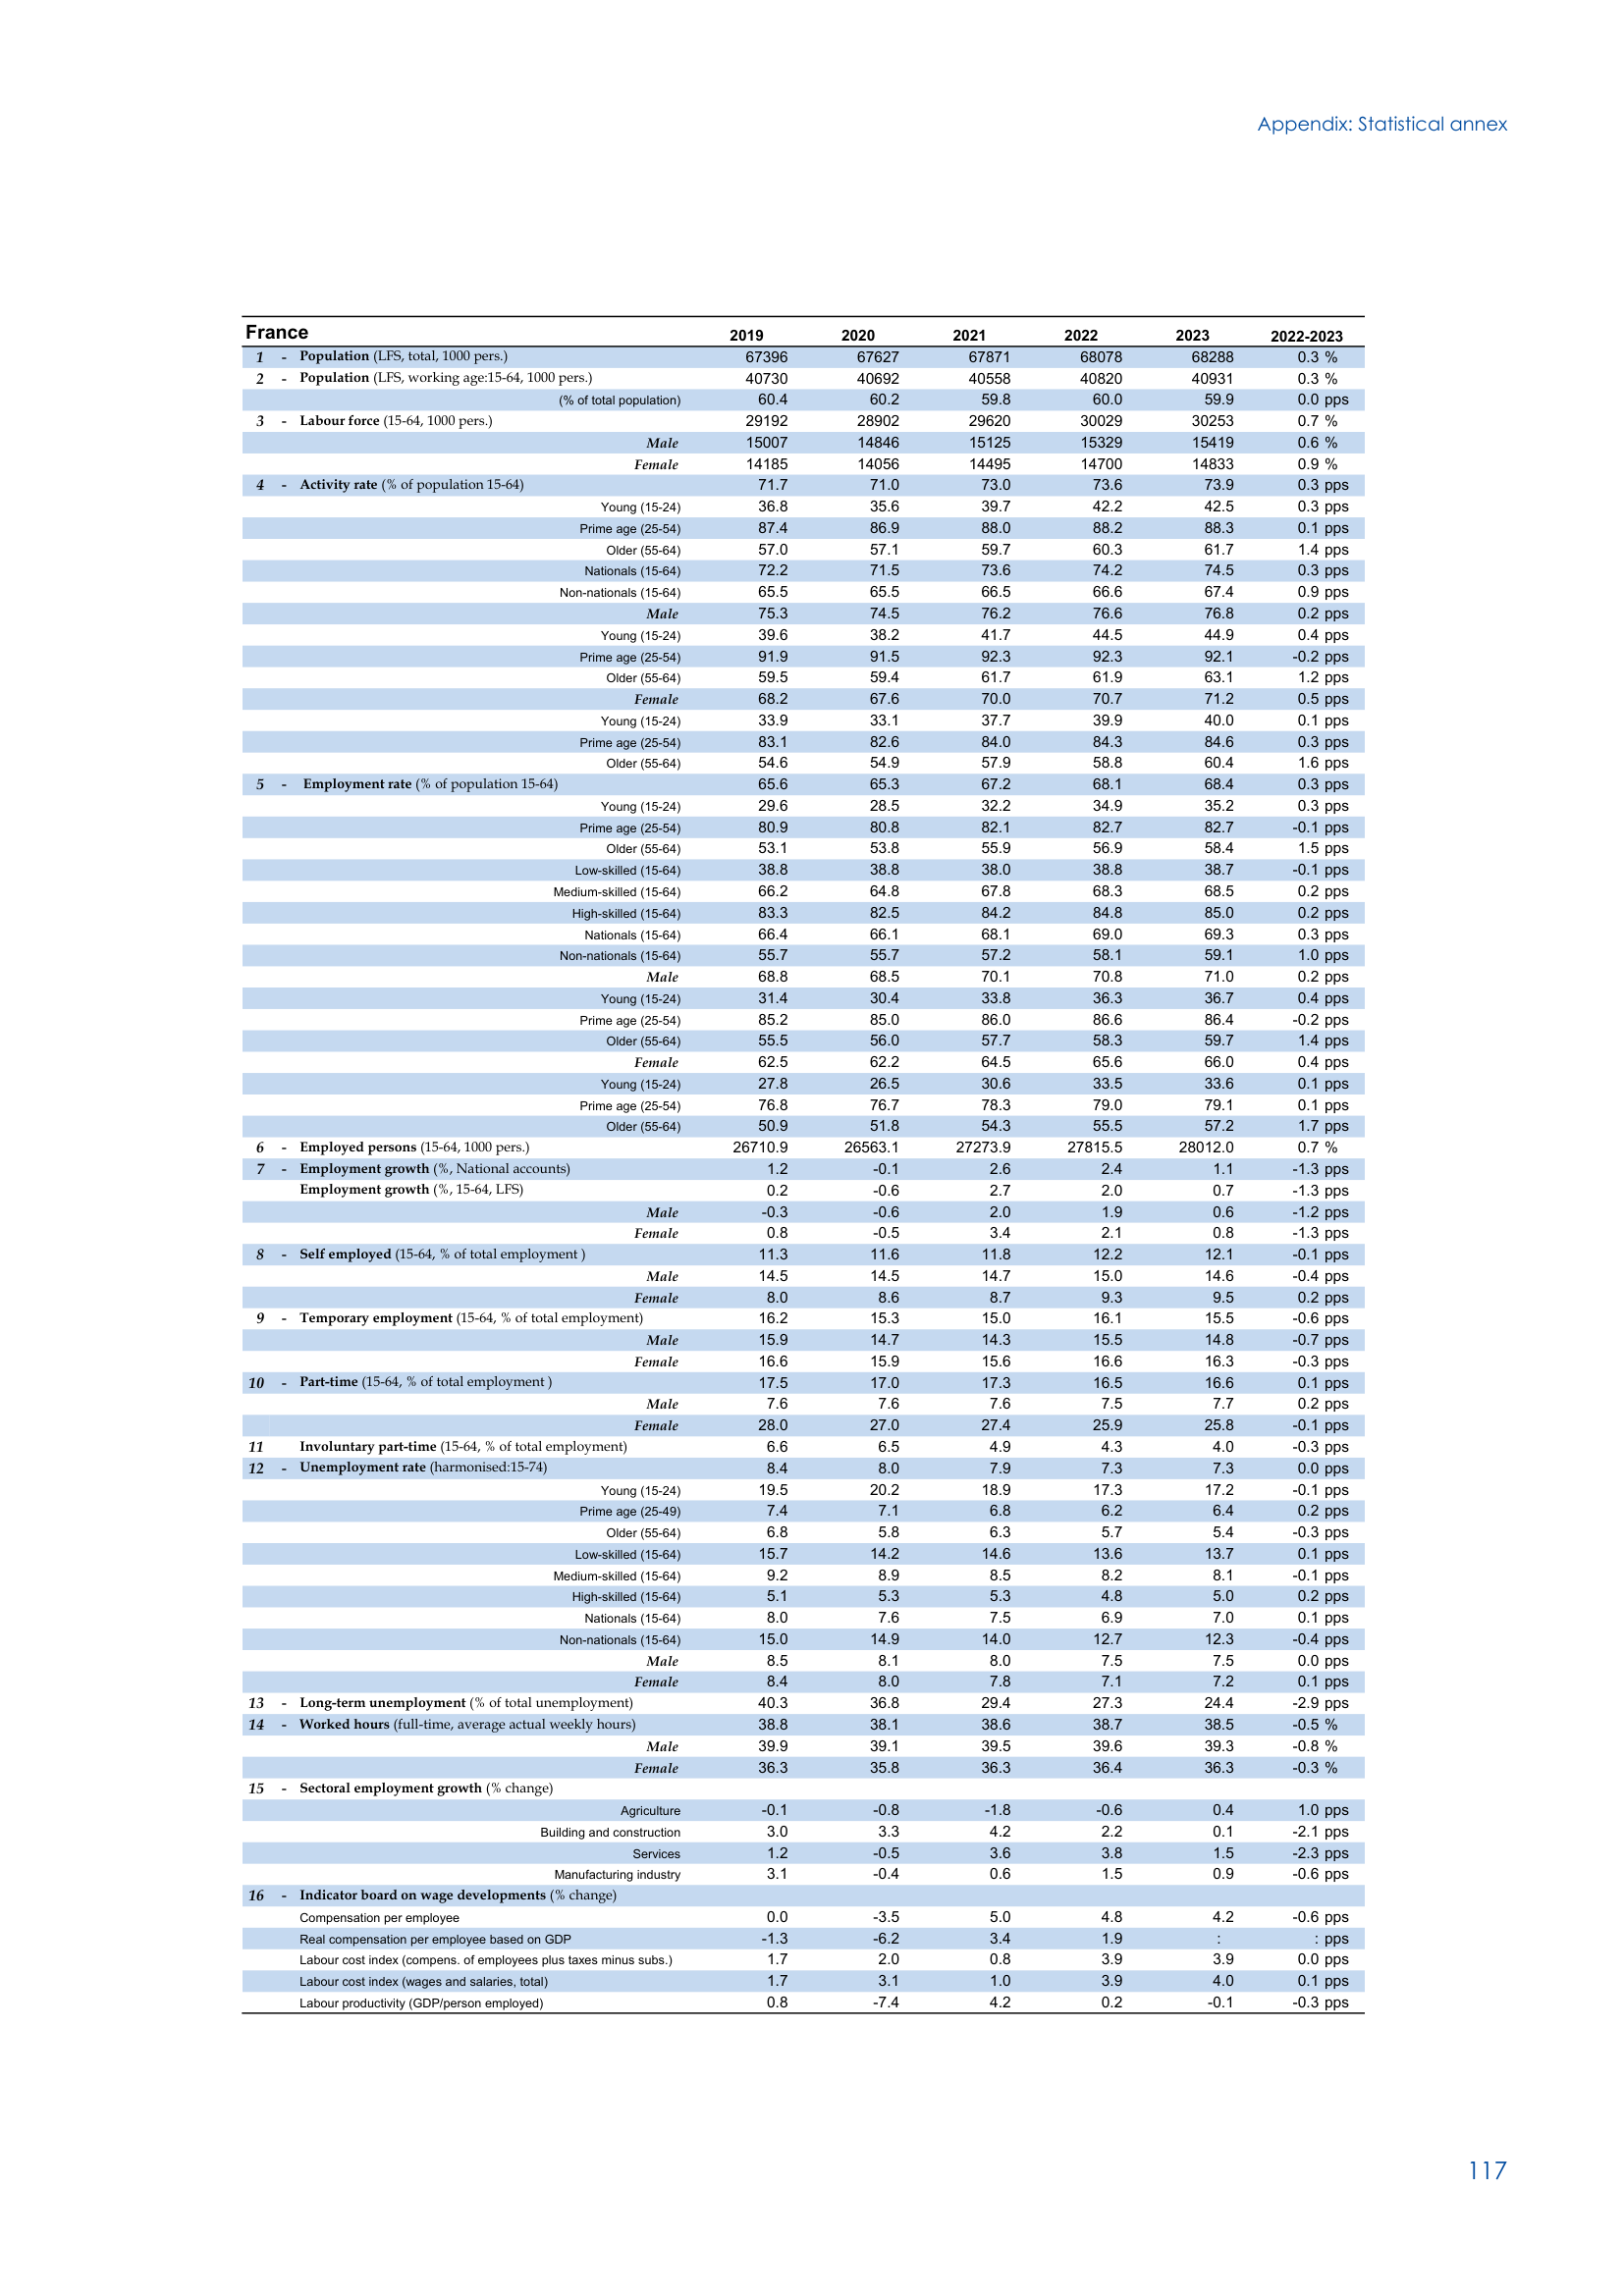 Appendix: Statistical annex
France 2019 2020 2021 2022 2023 2022-2023
1 - Population (LFS, total, 1000 pers.) 67396 67627 67871 68078 68288 0.3 %
2 - Population (LFS, working age:15-64, 1000 pers.) 40730 40692 40558 40820 40931 0.3 %
(% of total population) 60.4 60.2 59.8 60.0 59.9 0.0 pps
3 - Labour force (15-64, 1000 pers.) 29192 28902 29620 30029 30253 0.7 %
Male 15007 14846 15125 15329 15419 0.6 %
Female 14185 14056 14495 14700 14833 0.9 %
4 - Activity rate (% of population 15-64) 71.7 71.0 73.0 73.6 73.9 0.3 pps
Young (15-24) 36.8 35.6 39.7 42.2 42.5 0.3 pps
Prime age (25-54) 87.4 86.9 88.0 88.2 88.3 0.1 pps
Older (55-64) 57.0 57.1 59.7 60.3 61.7 1.4 pps
Nationals (15-64) 72.2 71.5 73.6 74.2 74.5 0.3 pps
Non-nationals (15-64) 65.5 65.5 66.5 66.6 67.4 0.9 pps
Male 75.3 74.5 76.2 76.6 76.8 0.2 pps
Young (15-24) 39.6 38.2 41.7 44.5 44.9 0.4 pps
Prime age (25-54) 91.9 91.5 92.3 92.3 92.1 -0.2 pps
Older (55-64) 59.5 59.4 61.7 61.9 63.1 1.2 pps
Female 68.2 67.6 70.0 70.7 71.2 0.5 pps
Young (15-24) 33.9 33.1 37.7 39.9 40.0 0.1 pps
Prime age (25-54) 83.1 82.6 84.0 84.3 84.6 0.3 pps
Older (55-64) 54.6 54.9 57.9 58.8 60.4 1.6 pps
5 - Employment rate (% of population 15-64) 65.6 65.3 67.2 68.1 68.4 0.3 pps
Young (15-24) 29.6 28.5 32.2 34.9 35.2 0.3 pps
Prime age (25-54) 80.9 80.8 82.1 82.7 82.7 -0.1 pps
Older (55-64) 53.1 53.8 55.9 56.9 58.4 1.5 pps
Low-skilled (15-64) 38.8 38.8 38.0 38.8 38.7 -0.1 pps
Medium-skilled (15-64) 66.2 64.8 67.8 68.3 68.5 0.2 pps
High-skilled (15-64) 83.3 82.5 84.2 84.8 85.0 0.2 pps
Nationals (15-64) 66.4 66.1 68.1 69.0 69.3 0.3 pps
Non-nationals (15-64) 55.7 55.7 57.2 58.1 59.1 1.0 pps
Male 68.8 68.5 70.1 70.8 71.0 0.2 pps
Young (15-24) 31.4 30.4 33.8 36.3 36.7 0.4 pps
Prime age (25-54) 85.2 85.0 86.0 86.6 86.4 -0.2 pps
Older (55-64) 55.5 56.0 57.7 58.3 59.7 1.4 pps
Female 62.5 62.2 64.5 65.6 66.0 0.4 pps
Young (15-24) 27.8 26.5 30.6 33.5 33.6 0.1 pps
Prime age (25-54) 76.8 76.7 78.3 79.0 79.1 0.1 pps
Older (55-64) 50.9 51.8 54.3 55.5 57.2 1.7 pps
6 - Employed persons (15-64, 1000 pers.) 26710.9 26563.1 27273.9 27815.5 28012.0 0.7 %
7 - Employment growth (%, National accounts) 1.2 -0.1 2.6 2.4 1.1 -1.3 pps
Employment growth (%, 15-64, LFS) 0.2 -0.6 2.7 2.0 0.7 -1.3 pps
Male -0.3 -0.6 2.0 1.9 0.6 -1.2 pps
Female 0.8 -0.5 3.4 2.1 0.8 -1.3 pps
8 - Self employed (15-64, % of total employment ) 11.3 11.6 11.8 12.2 12.1 -0.1 pps
Male 14.5 14.5 14.7 15.0 14.6 -0.4 pps
Female 8.0 8.6 8.7 9.3 9.5 0.2 pps
9 - Temporary employment (15-64, % of total employment) 16.2 15.3 15.0 16.1 15.5 -0.6 pps
Male 15.9 14.7 14.3 15.5 14.8 -0.7 pps
Female 16.6 15.9 15.6 16.6 16.3 -0.3 pps
10 - Part-time (15-64, % of total employment ) 17.5 17.0 17.3 16.5 16.6 0.1 pps
Male 7.6 7.6 7.6 7.5 7.7 0.2 pps
Female 28.0 27.0 27.4 25.9 25.8 -0.1 pps
11 Involuntary part-time (15-64, % of total employment) 6.6 6.5 4.9 4.3 4.0 -0.3 pps
12 - Unemployment rate (harmonised:15-74) 8.4 8.0 7.9 7.3 7.3 0.0 pps
Young (15-24) 19.5 20.2 18.9 17.3 17.2 -0.1 pps
Prime age (25-49) 7.4 7.1 6.8 6.2 6.4 0.2 pps
Older (55-64) 6.8 5.8 6.3 5.7 5.4 -0.3 pps
Low-skilled (15-64) 15.7 14.2 14.6 13.6 13.7 0.1 pps
Medium-skilled (15-64) 9.2 8.9 8.5 8.2 8.1 -0.1 pps
High-skilled (15-64) 5.1 5.3 5.3 4.8 5.0 0.2 pps
Nationals (15-64) 8.0 7.6 7.5 6.9 7.0 0.1 pps
Non-nationals (15-64) 15.0 14.9 14.0 12.7 12.3 -0.4 pps
Male 8.5 8.1 8.0 7.5 7.5 0.0 pps
Female 8.4 8.0 7.8 7.1 7.2 0.1 pps
13 - Long-term unemployment (% of total unemployment) 40.3 36.8 29.4 27.3 24.4 -2.9 pps
14 - Worked hours (full-time, average actual weekly hours) 38.8 38.1 38.6 38.7 38.5 -0.5 %
Male 39.9 39.1 39.5 39.6 39.3 -0.8 %
Female 36.3 35.8 36.3 36.4 36.3 -0.3 %
15 - Sectoral employment growth (% change)
Agriculture -0.1 -0.8 -1.8 -0.6 0.4 1.0 pps
Building and construction 3.0 3.3 4.2 2.2 0.1 -2.1 pps
Services 1.2 -0.5 3.6 3.8 1.5 -2.3 pps
Manufacturing industry 3.1 -0.4 0.6 1.5 0.9 -0.6 pps
16 - Indicator board on wage developments (% change)
Compensation per employee 0.0 -3.5 5.0 4.8 4.2 -0.6 pps
Real compensation per employee based on GDP -1.3 -6.2 3.4 1.9 : : pps
Labour cost index (compens. of employees plus taxes minus subs.) 1.7 2.0 0.8 3.9 3.9 0.0 pps
Labour cost index (wages and salaries, total) 1.7 3.1 1.0 3.9 4.0 0.1 pps
Labour productivity (GDP/person employed) 0.8 -7.4 4.2 0.2 -0.1 -0.3 pps
117